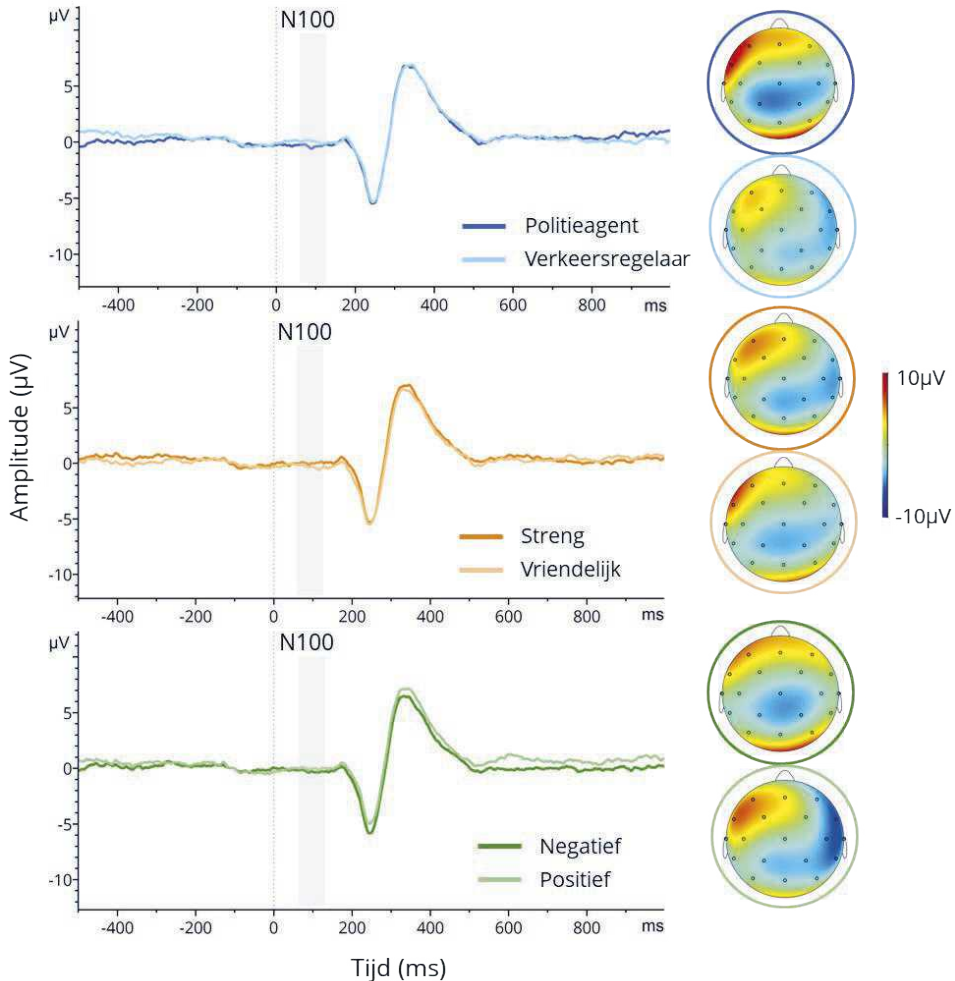 µV
N100
5
0
-5
-10
Politieagent
Verkeersregelaar
-400
-200
0
200
400
600
800
ms
µV
N100
5
0
-5
-10
Streng
Vriendelijk
-400
-200
0
200
400
600
800
ms
µV
N100
5
0
-5
-10
Negatief
Positief
-400
-200
0
200
400
600
800
ms
Amplitude (µV)
Tijd (ms)
10µV
-10µV